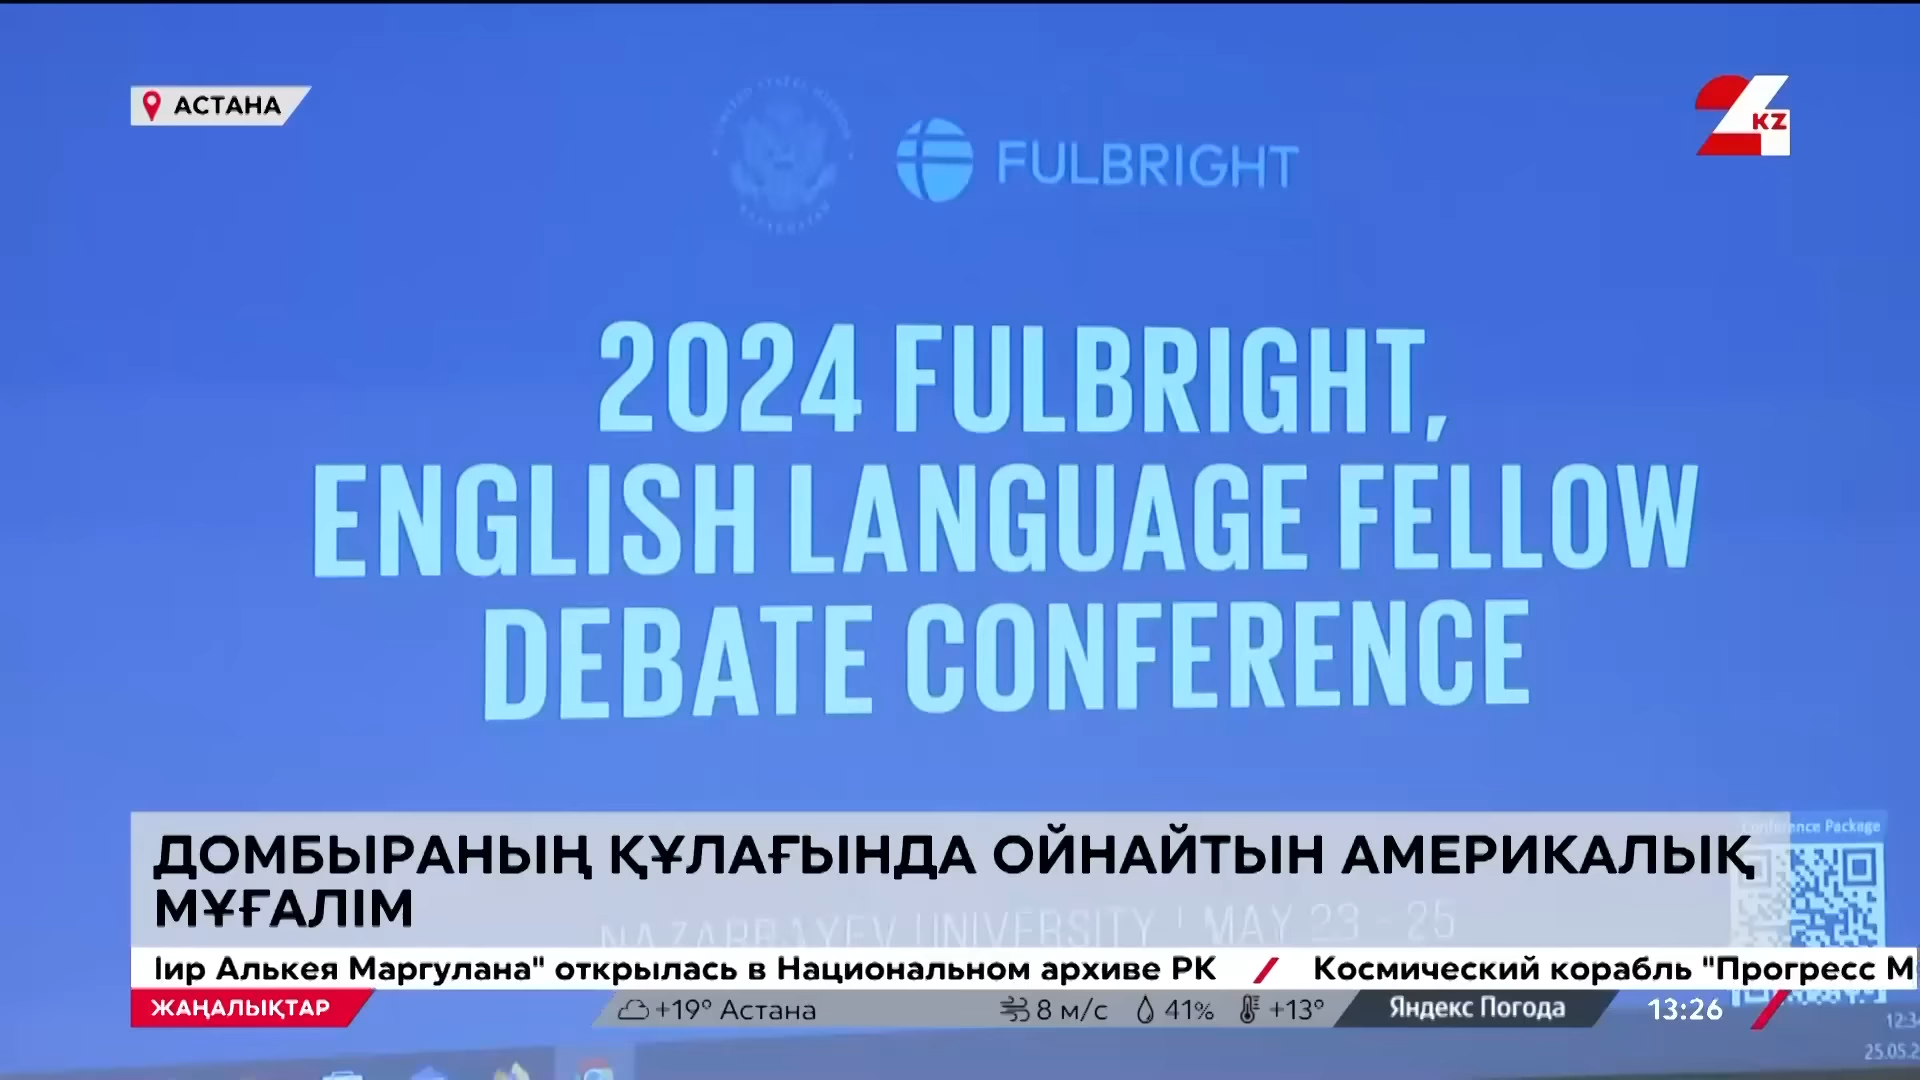 АСТАНА
24 KZ
FULBRIGHT
2024 FULBRIGHT,
ENGLISH LANGUAGE FELLOW
DEBATE CONFERENCE
Conference Package
ДОМБЫРАНЫҢ ҚҰЛАҒЫНДА ОЙНАЙТЫН АМЕРИКАЛЫҚ
МҰҒАЛІМ
NAZARBAYEV UNIVERSITY | MAY 23 - 25
Алькея Маргулана" открылась в Национальном архиве РК / Космический корабль "Прогресс
ЖАҢАЛЫҚТАР
+19° Астана 8 м/с 41% +13° Яндекс Погода 13:26